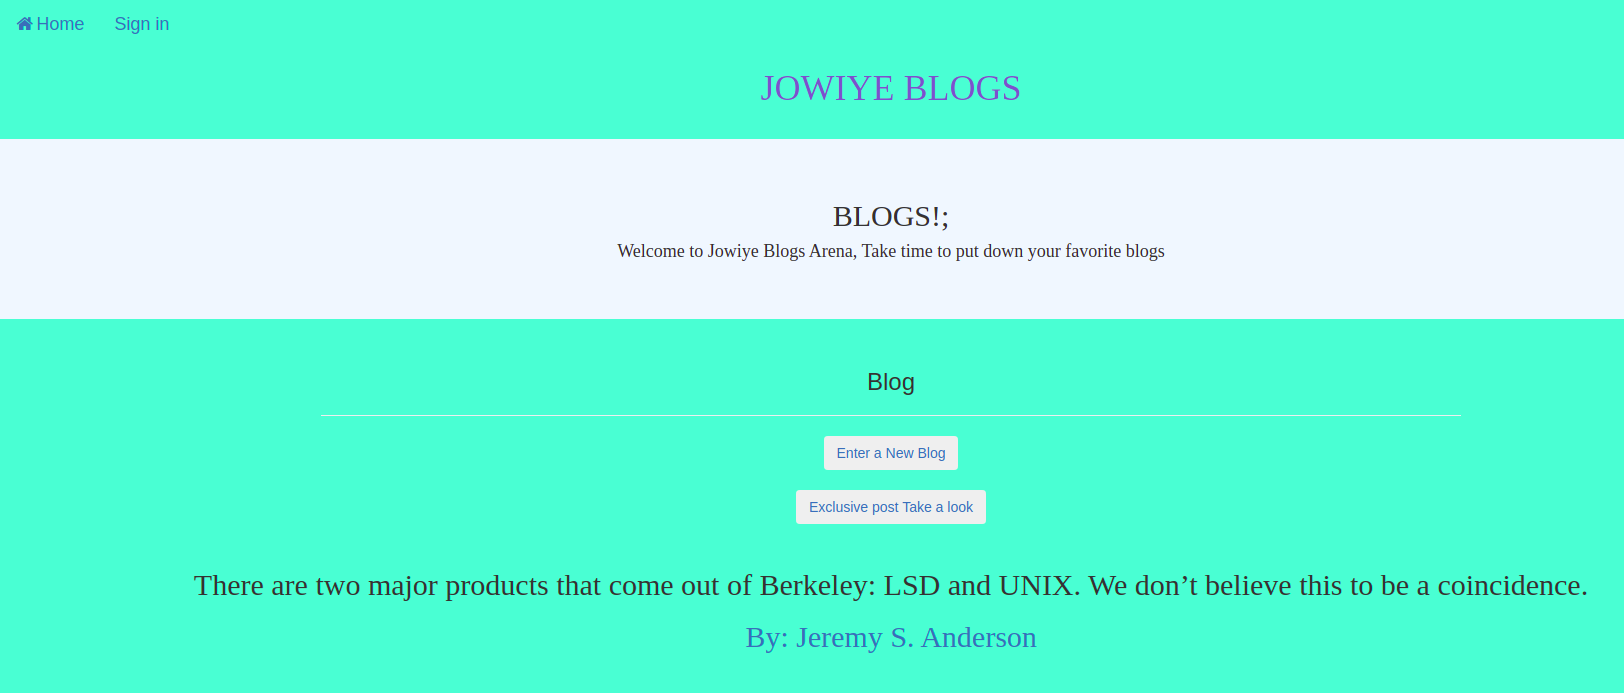 Home Sign in
JOWIYE BLOGS
BLOGS!;
Welcome to Jowiye Blogs Arena, Take time to put down your favorite blogs
Blog
Enter a New Blog
Exclusive post Take a look
There are two major products that come out of Berkeley: LSD and UNIX. We don’t believe this to be a coincidence.
By: Jeremy S. Anderson